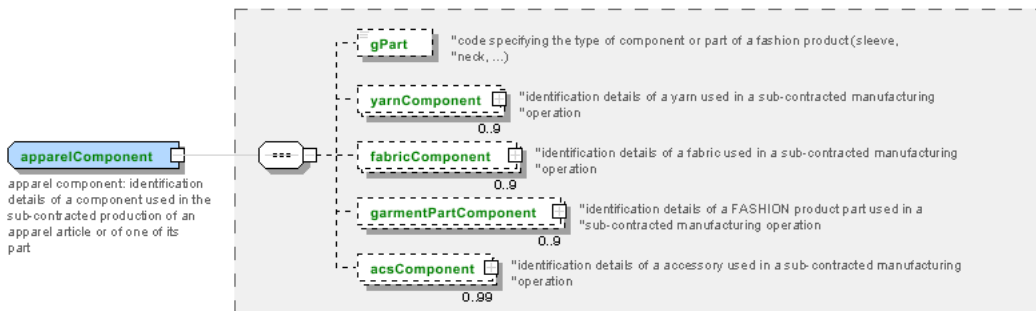 gPart
"code specifying the type of component or part of a fashion product (sleeve,
"neck, ...)
yarnComponent
"identification details of a yarn used in a sub-contracted manufacturing
"operation
0..9
apparelComponent
apparel component: identification
details of a component used in the
sub-contracted production of an
apparel article or of one of its
part
fabricComponent
"identification details of a fabric used in a sub-contracted manufacturing
"operation
0..9
garmentPartComponent
"identification details of a FASHION product part used in a
"sub-contracted manufacturing operation
0..9
acsComponent
"identification details of a accessory used in a sub-contracted manufacturing
"operation
0..99